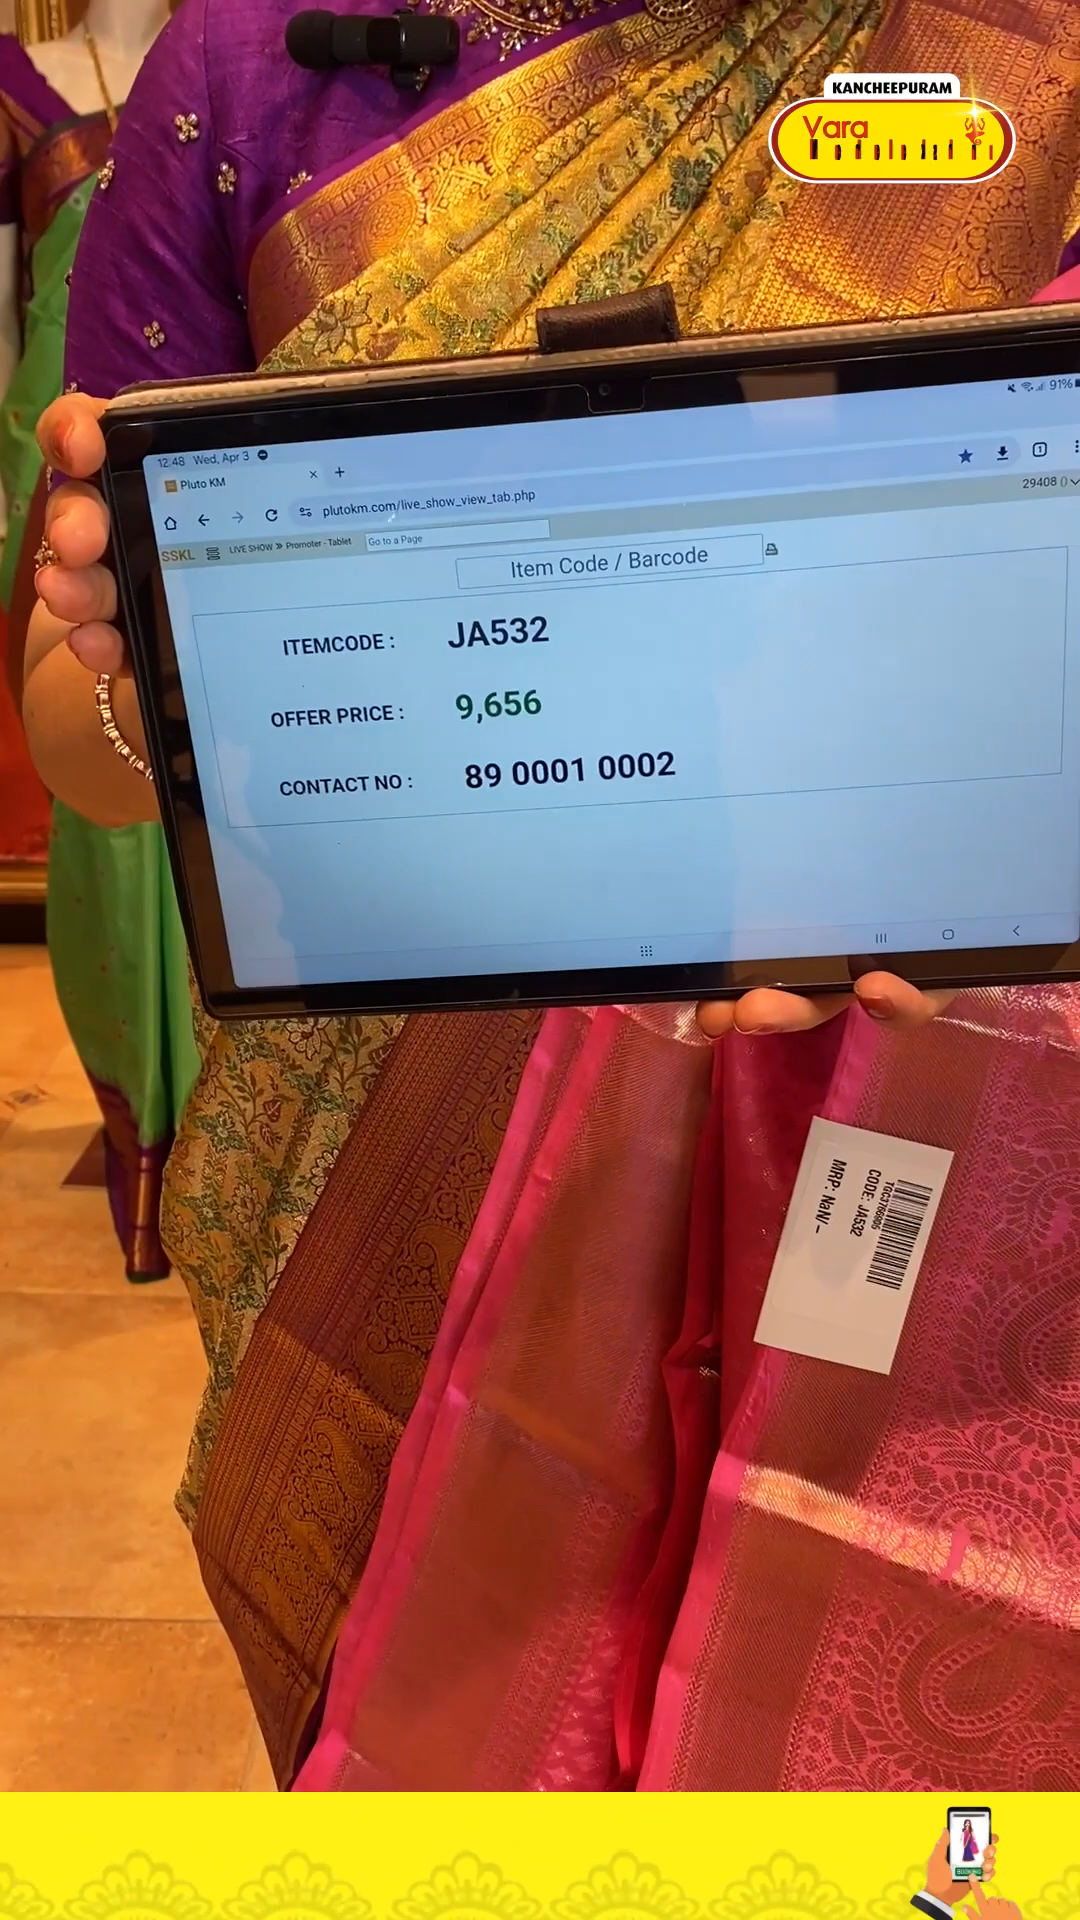 KANCHEEPURAM
Vara
91%
12:48 Wed, Apr 3
Pluto KM
plutokm.com/live_show_view_tab.php
29408 ()
SSKL
LIVE SHOW » Promoter - Tablet
Go to a Page
Item Code / Barcode
ITEMCODE : JA532
OFFER PRICE : 9,656
CONTACT NO : 89 0001 0002
CODE: JA532
MRP: NaN/-